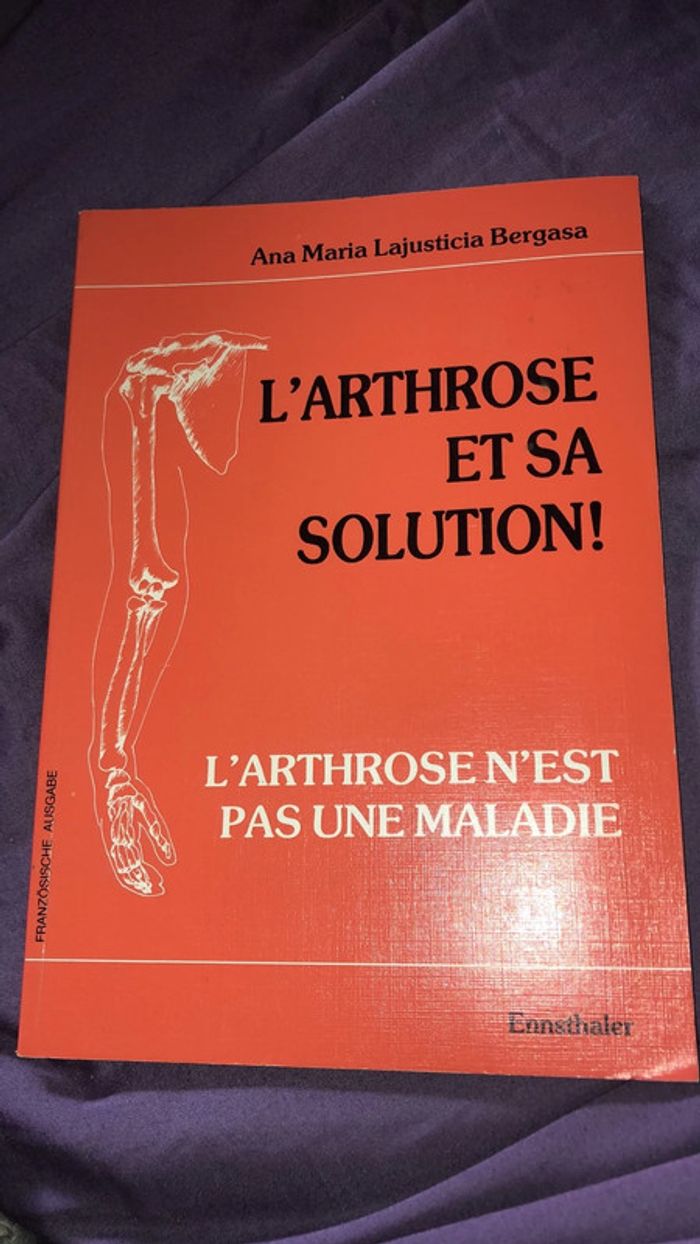 Ana Maria Lajusticia Bergasa
L'ARTHROSE
ET SA
SOLUTION!
L'ARTHROSE N'EST
PAS UNE MALADIE
FRANZÖSISCHE AUSGABE
Ennsthaler